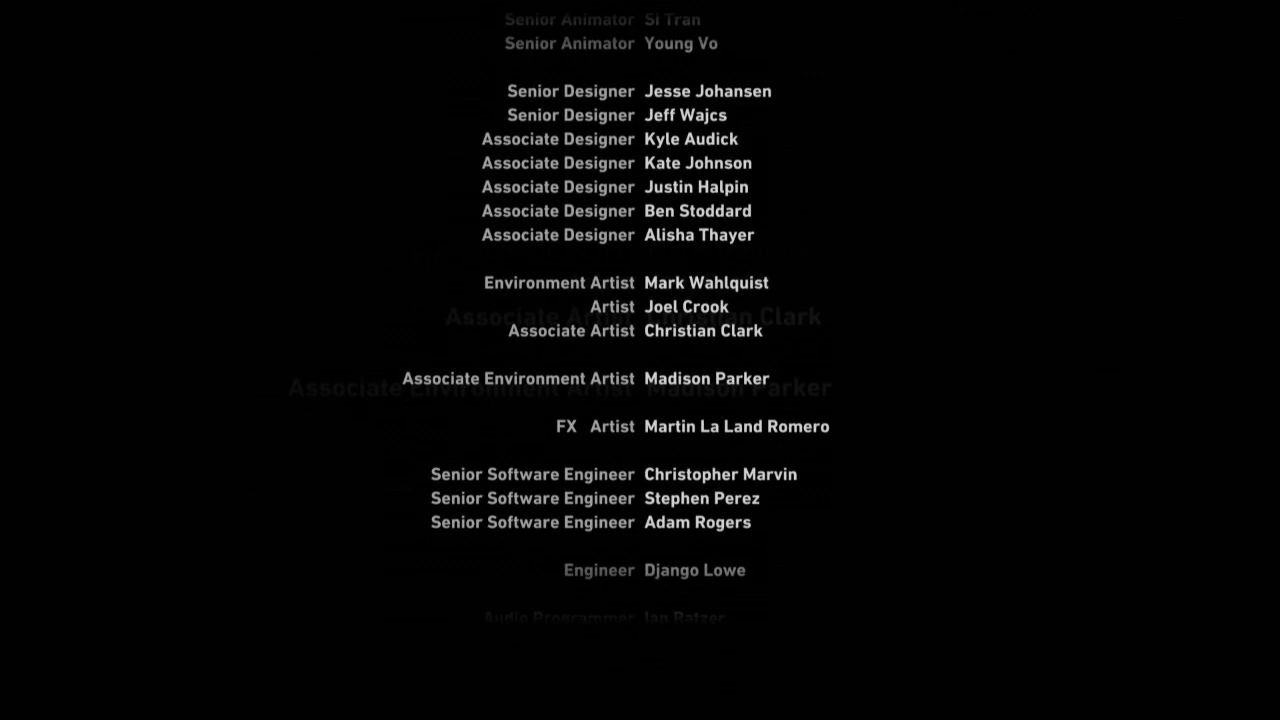 Senior Animator Si Tran
Senior Animator Young Vo
Senior Designer Jesse Johansen
Senior Designer Jeff Wajcs
Associate Designer Kyle Audick
Associate Designer Kate Johnson
Associate Designer Justin Halpin
Associate Designer Ben Stoddard
Associate Designer Alisha Thayer
Environment Artist Mark Wahlquist
Artist Joel Crook
Associate Artist Christian Clark
Associate Environment Artist Madison Parker
FX Artist Martin La Land Romero
Senior Software Engineer Christopher Marvin
Senior Software Engineer Stephen Perez
Senior Software Engineer Adam Rogers
Engineer Django Lowe
Audio Programmer Ian Ratzer